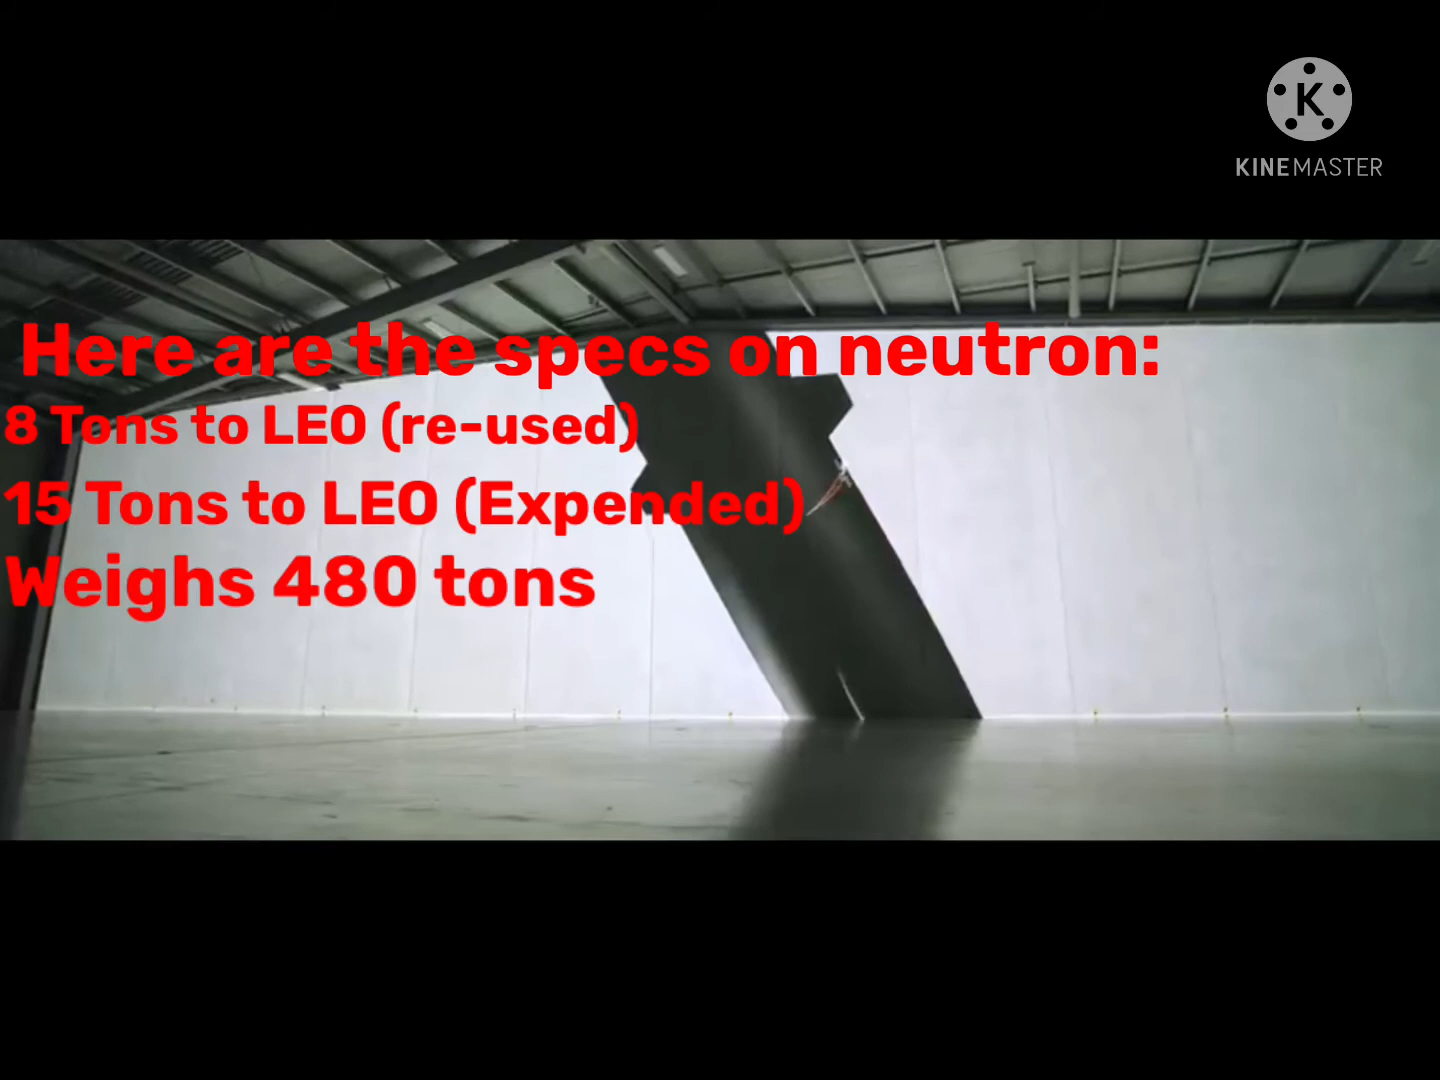 K
KINEMASTER
Here are the specs on neutron:
8 Tons to LEO (re-used)
15 Tons to LEO (Expended)
Weighs 480 tons